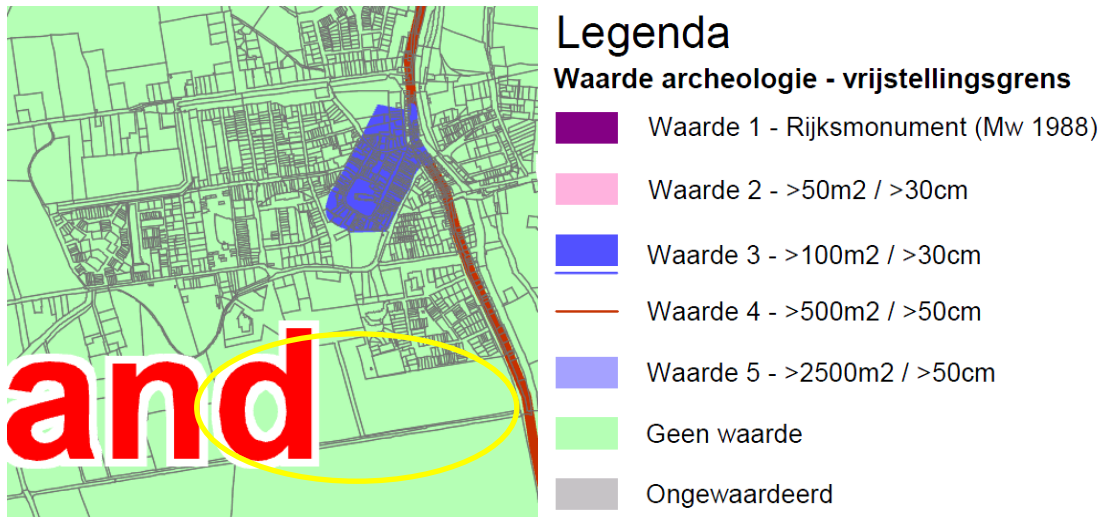 and
Legenda
Waarde archeologie - vrijstellingsgrens
Waarde 1 - Rijksmonument (Mw 1988)
Waarde 2 - >50m2 / >30cm
Waarde 3 - >100m2 / >30cm
Waarde 4 - >500m2 / >50cm
Waarde 5 - >2500m2 / >50cm
Geen waarde
Ongewaardeerd